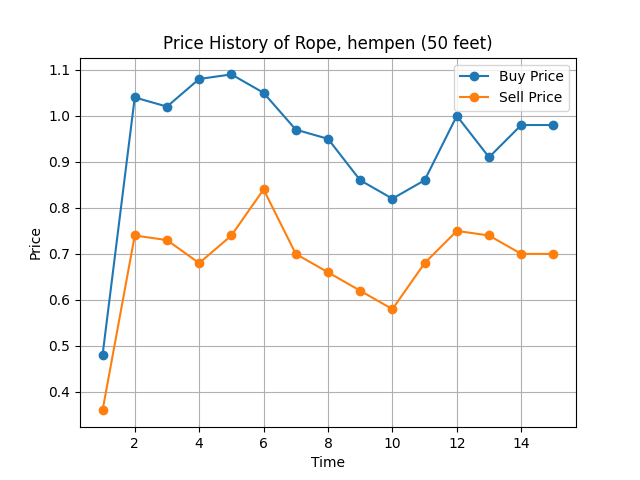 Price History of Rope, hempen (50 feet)
Buy Price
Sell Price
1.1
1.0
0.9
0.8
0.7
0.6
0.5
0.4
Price
2 4 6 8 10 12 14
Time